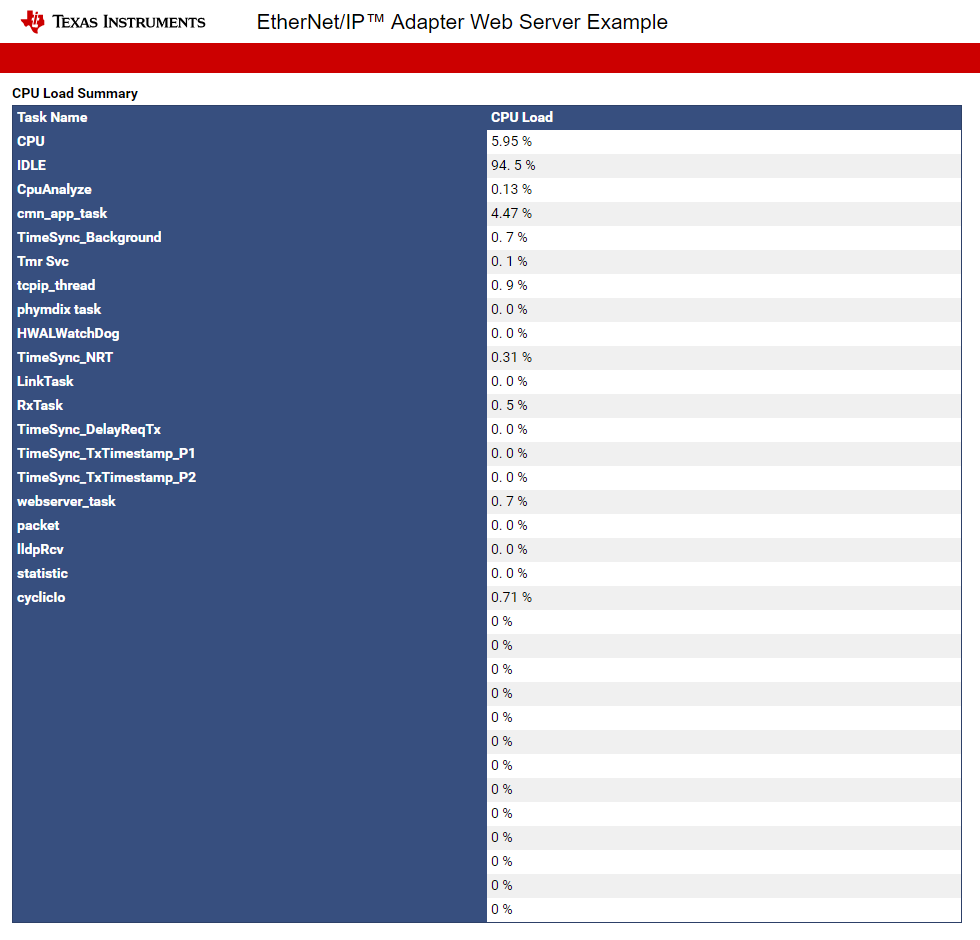 TEXAS INSTRUMENTS EtherNet/IP™ Adapter Web Server Example
CPU Load Summary
Task Name CPU Load
CPU 5.95 %
IDLE 94. 5 %
CpuAnalyze 0.13 %
cmn_app_task 4.47 %
TimeSync_Background 0. 7 %
Tmr Svc 0. 1 %
tcpip_thread 0. 9 %
phymdix task 0. 0 %
HWALWatchDog 0. 0 %
TimeSync_NRT 0.31 %
LinkTask 0. 0 %
RxTask 0. 5 %
TimeSync_DelayReqTx 0. 0 %
TimeSync_TxTimestamp_P1 0. 0 %
TimeSync_TxTimestamp_P2 0. 0 %
webserver_task 0. 7 %
packet 0. 0 %
lldpRcv 0. 0 %
statistic 0. 0 %
cyclicIo 0.71 %
0 %
0 %
0 %
0 %
0 %
0 %
0 %
0 %
0 %
0 %
0 %
0 %
0 %